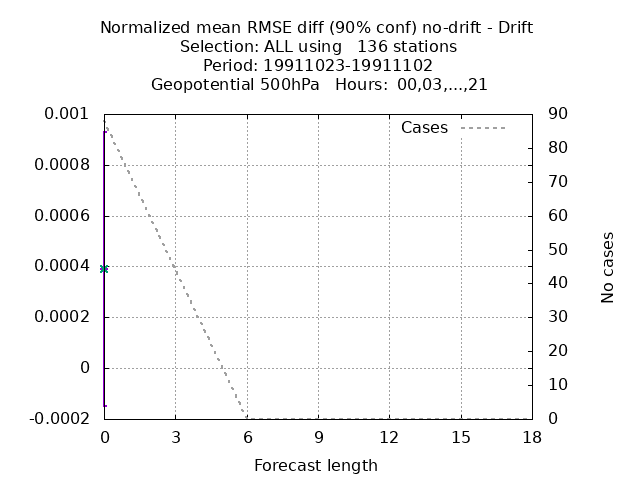 Normalized mean RMSE diff (90% conf) no-drift - Drift
Selection: ALL using   136 stations
Period: 19911023-19911102
Geopotential 500hPa   Hours:  00,03,...,21
Cases
0.001
0.0008
0.0006
0.0004
0.0002
0
-0.0002
90
80
70
60
50
40
30
20
10
0
No cases
0 3 6 9 12 15 18
Forecast length